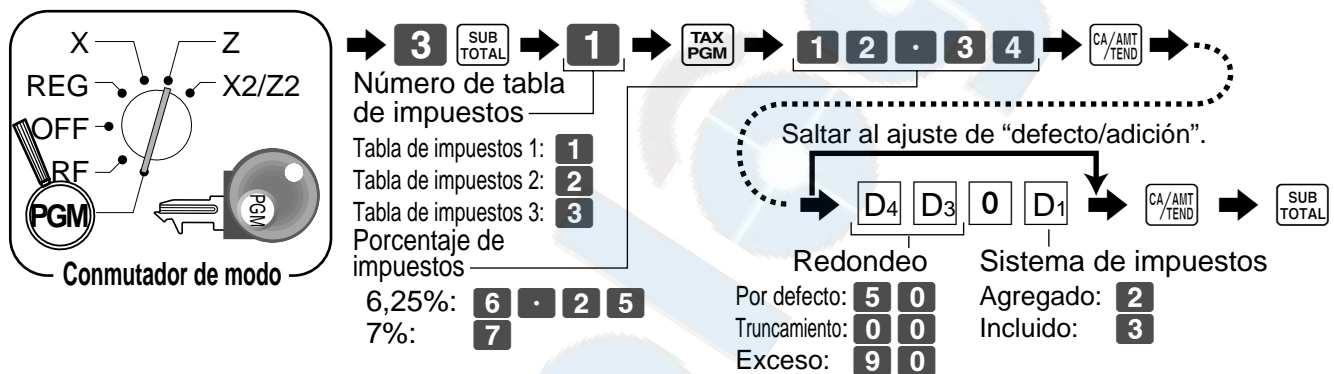 X
Z
REG
X2/Z2
OFF
RF
PGM
PGM
Conmutador de modo
3 SUB TOTAL 1 TAX PGM 1 2 · 3 4 CA/AMT /TEND
Número de tabla
de impuestos
Tabla de impuestos 1: 1
Tabla de impuestos 2: 2
Tabla de impuestos 3: 3
Porcentaje de
impuestos
6,25%: 6 · 2 5
7%: 7
Saltar al ajuste de “defecto/adición”.
D4 D3 0 D1 CA/AMT /TEND SUB TOTAL
Redondeo
Por defecto: 5 0
Truncamiento: 0 0
Exceso: 9 0
Sistema de impuestos
Agregado: 2
Incluido: 3